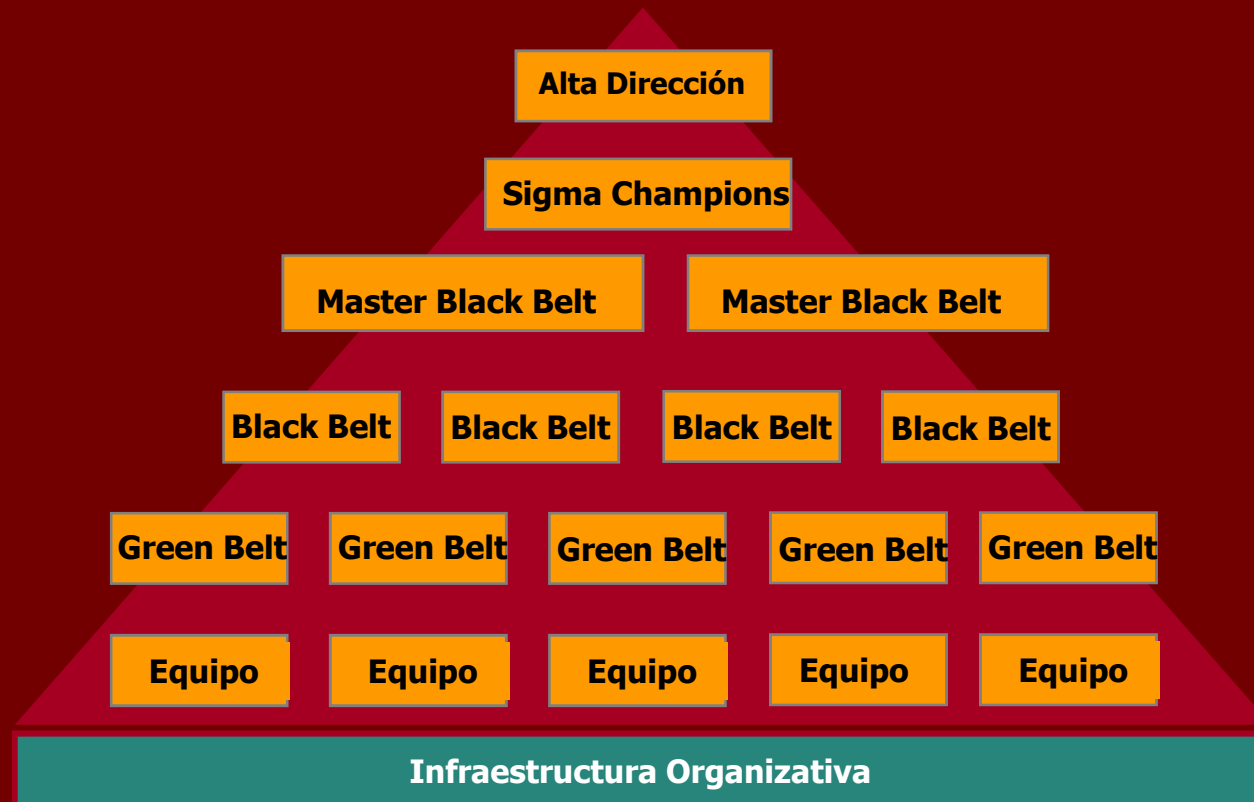 Alta Dirección
Sigma Champions
Master Black Belt Master Black Belt
Black Belt Black Belt Black Belt Black Belt
Green Belt Green Belt Green Belt Green Belt Green Belt
Equipo Equipo Equipo Equipo Equipo
Infraestructura Organizativa